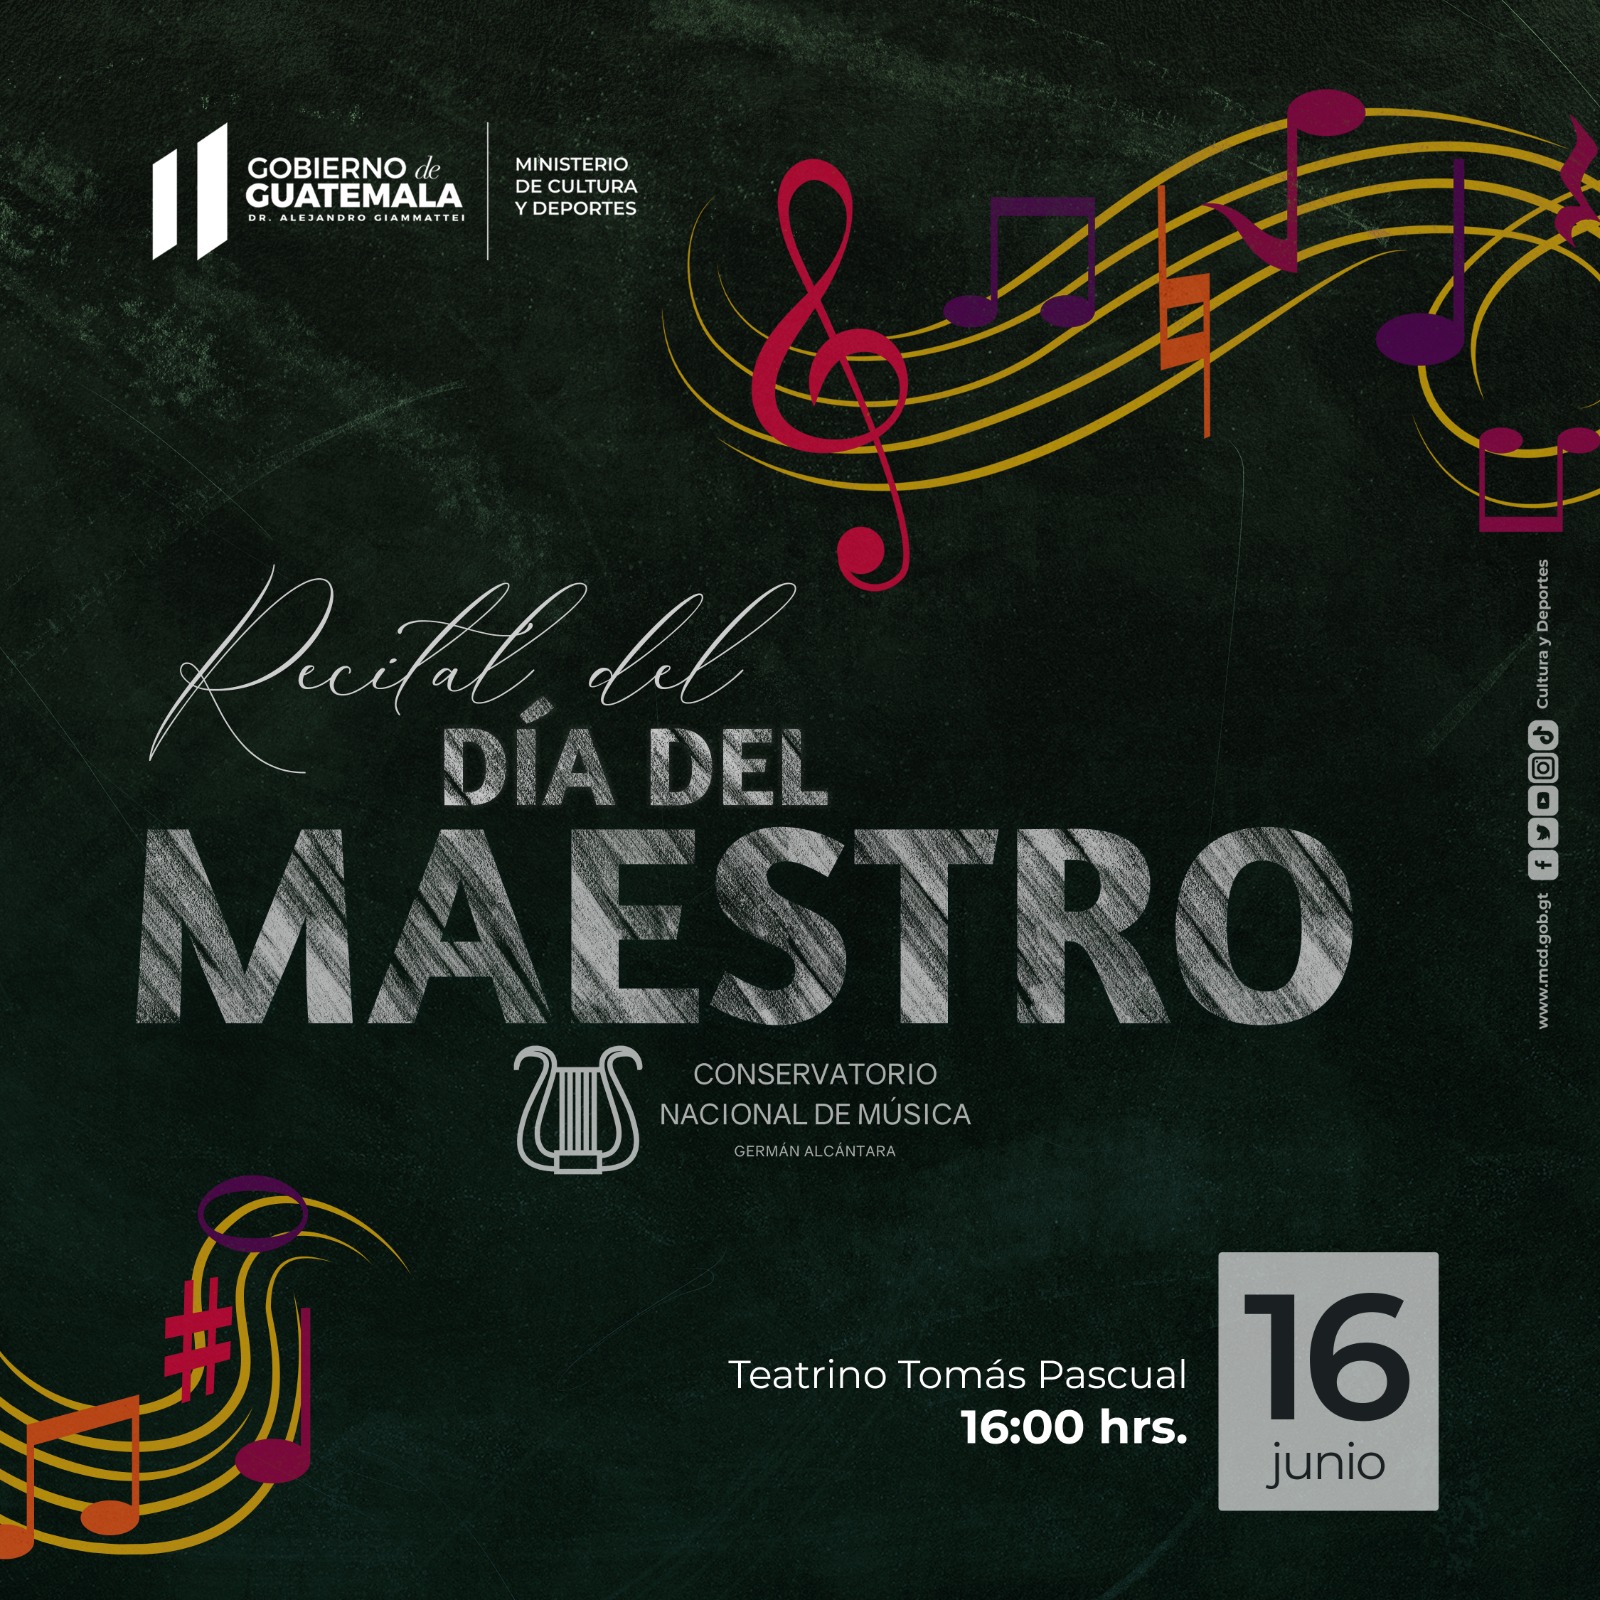 GOBIERNO de
GUATEMALA
DR. ALEJANDRO GIAMMATTEI
MINISTERIO
DE CULTURA
Y DEPORTES
Recital del
DÍA DEL
MAESTRO
CONSERVATORIO
NACIONAL DE MÚSICA
GERMÁN ALCÁNTARA
Teatrino Tomás Pascual
16:00 hrs.
16
junio
www.mcd.gob.gt
Cultura y Deportes